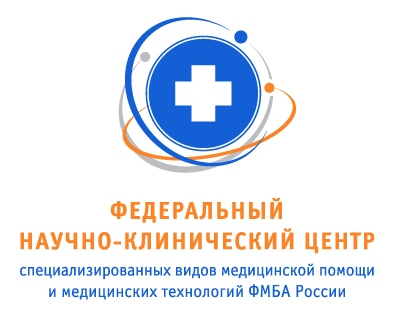 ФЕДЕРАЛЬНЫЙ
НАУЧНО-КЛИНИЧЕСКИЙ ЦЕНТР
специализированных видов медицинской помощи
и медицинских технологий ФМБА России